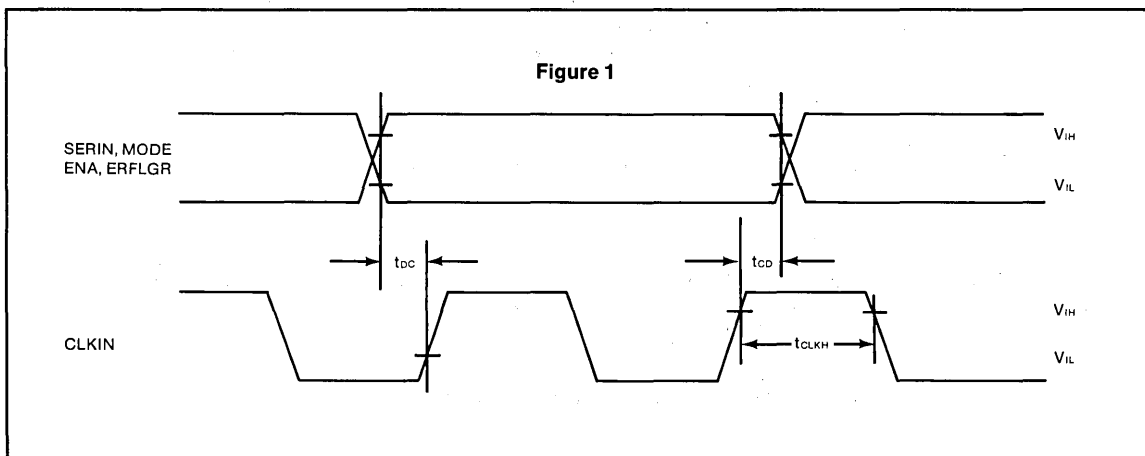 Figure 1
SERIN, MODE
ENA, ERFLGR
VIH
VIL
tDC
tCD
CLKIN
VIH
tCLKH
VIL